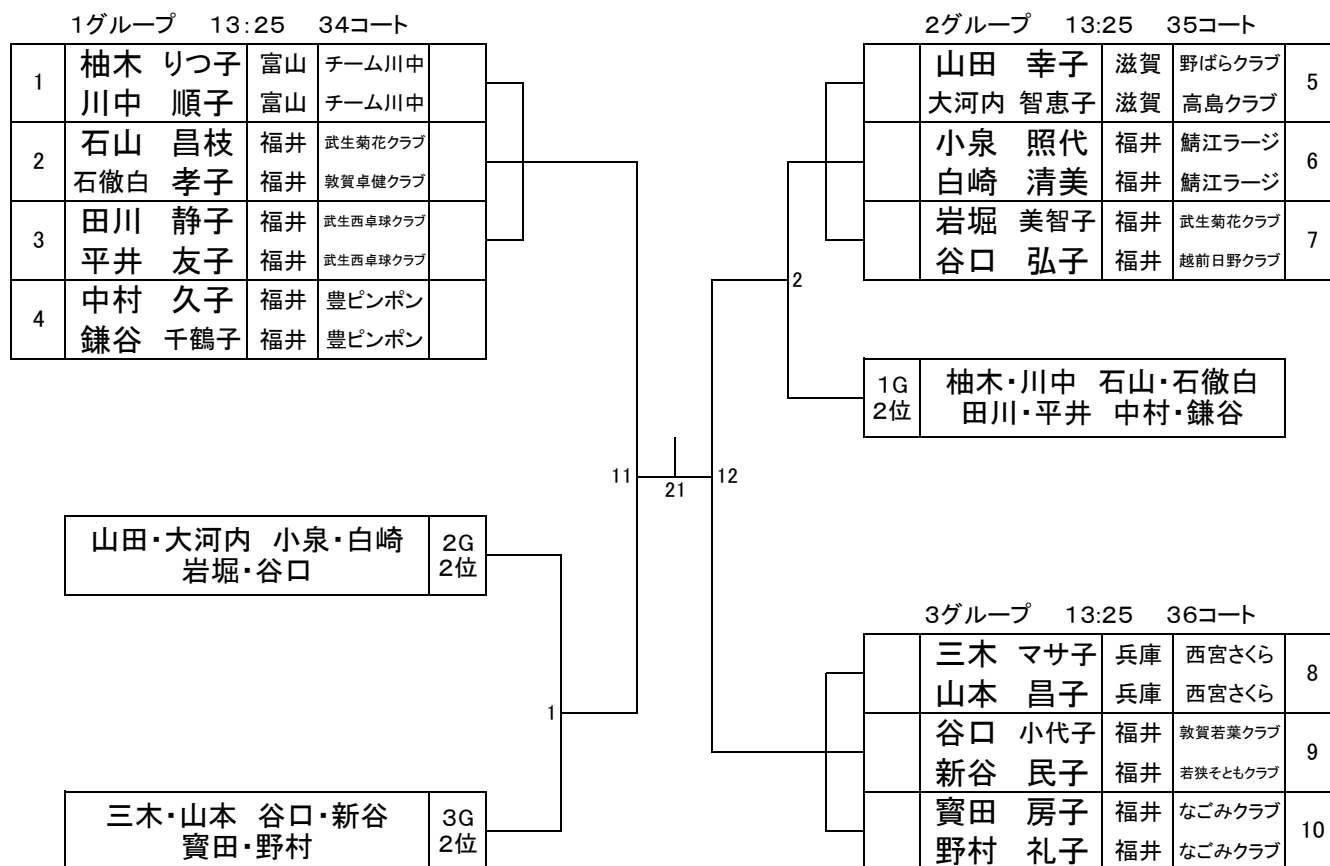 1グループ　13:25　34コート
1 柚木 りつ子 富山 チーム川中
川中 順子 富山 チーム川中
2 石山 昌枝 福井 武生菊花クラブ
石徹白 孝子 福井 敦賀卓健クラブ
3 田川 静子 福井 武生西卓球クラブ
平井 友子 福井 武生西卓球クラブ
4 中村 久子 福井 豊ピンポン
鎌谷 千鶴子 福井 豊ピンポン
2グループ　13:25　35コート
山田 幸子 滋賀 野ばらクラブ 5
大河内 智恵子 滋賀 高島クラブ
小泉 照代 福井 鯖江ラージ 6
白崎 清美 福井 鯖江ラージ
岩堀 美智子 福井 武生菊花クラブ 7
谷口 弘子 福井 越前日野クラブ
2
1G 柚木・川中　石山・石徹白
2位 田川・平井　中村・鎌谷
11
21
12
山田・大河内　小泉・白崎 2G
岩堀・谷口 2位
1
三木・山本　谷口・新谷 3G
寳田・野村 2位
3グループ　13:25　36コート
三木 マサ子 兵庫 西宮さくら 8
山本 昌子 兵庫 西宮さくら
谷口 小代子 福井 敦賀若葉クラブ 9
新谷 民子 福井 若狭そともクラブ
寳田 房子 福井 なごみクラブ 10
野村 礼子 福井 なごみクラブ